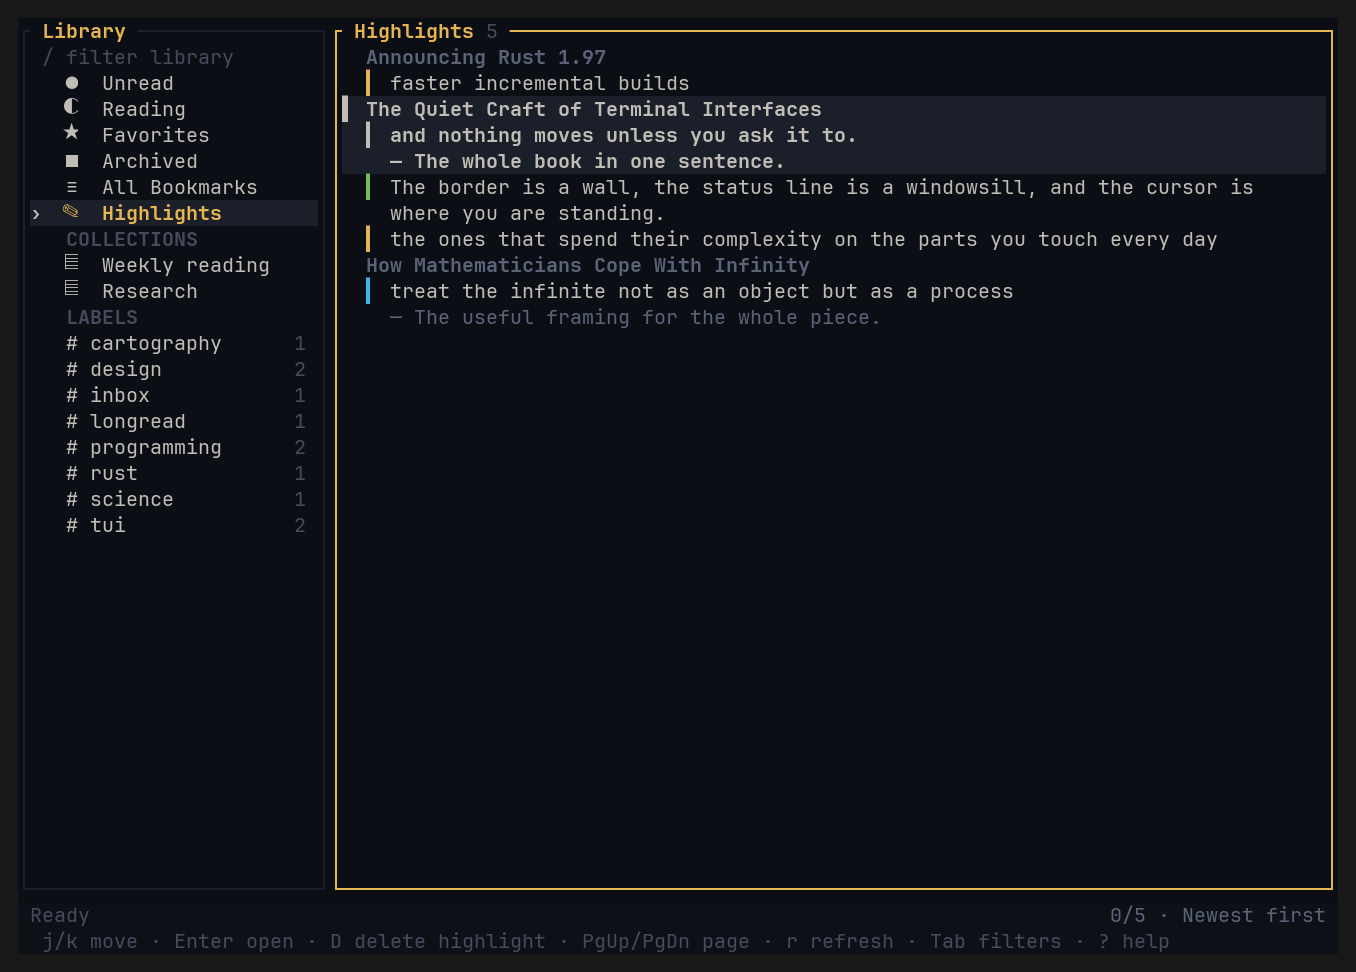 Library
/ filter library
● Unread
◐ Reading
★ Favorites
■ Archived
≡ All Bookmarks
› ✎ Highlights
COLLECTIONS
▤ Weekly reading
▤ Research
LABELS
# cartography 1
# design 2
# inbox 1
# longread 1
# programming 2
# rust 1
# science 1
# tui 2
Highlights 5
Announcing Rust 1.97
faster incremental builds
The Quiet Craft of Terminal Interfaces
and nothing moves unless you ask it to.
— The whole book in one sentence.
The border is a wall, the status line is a windowsill, and the cursor is
where you are standing.
the ones that spend their complexity on the parts you touch every day
How Mathematicians Cope With Infinity
treat the infinite not as an object but as a process
— The useful framing for the whole piece.
Ready 0/5 · Newest first
j/k move · Enter open · D delete highlight · PgUp/PgDn page · r refresh · Tab filters · ? help